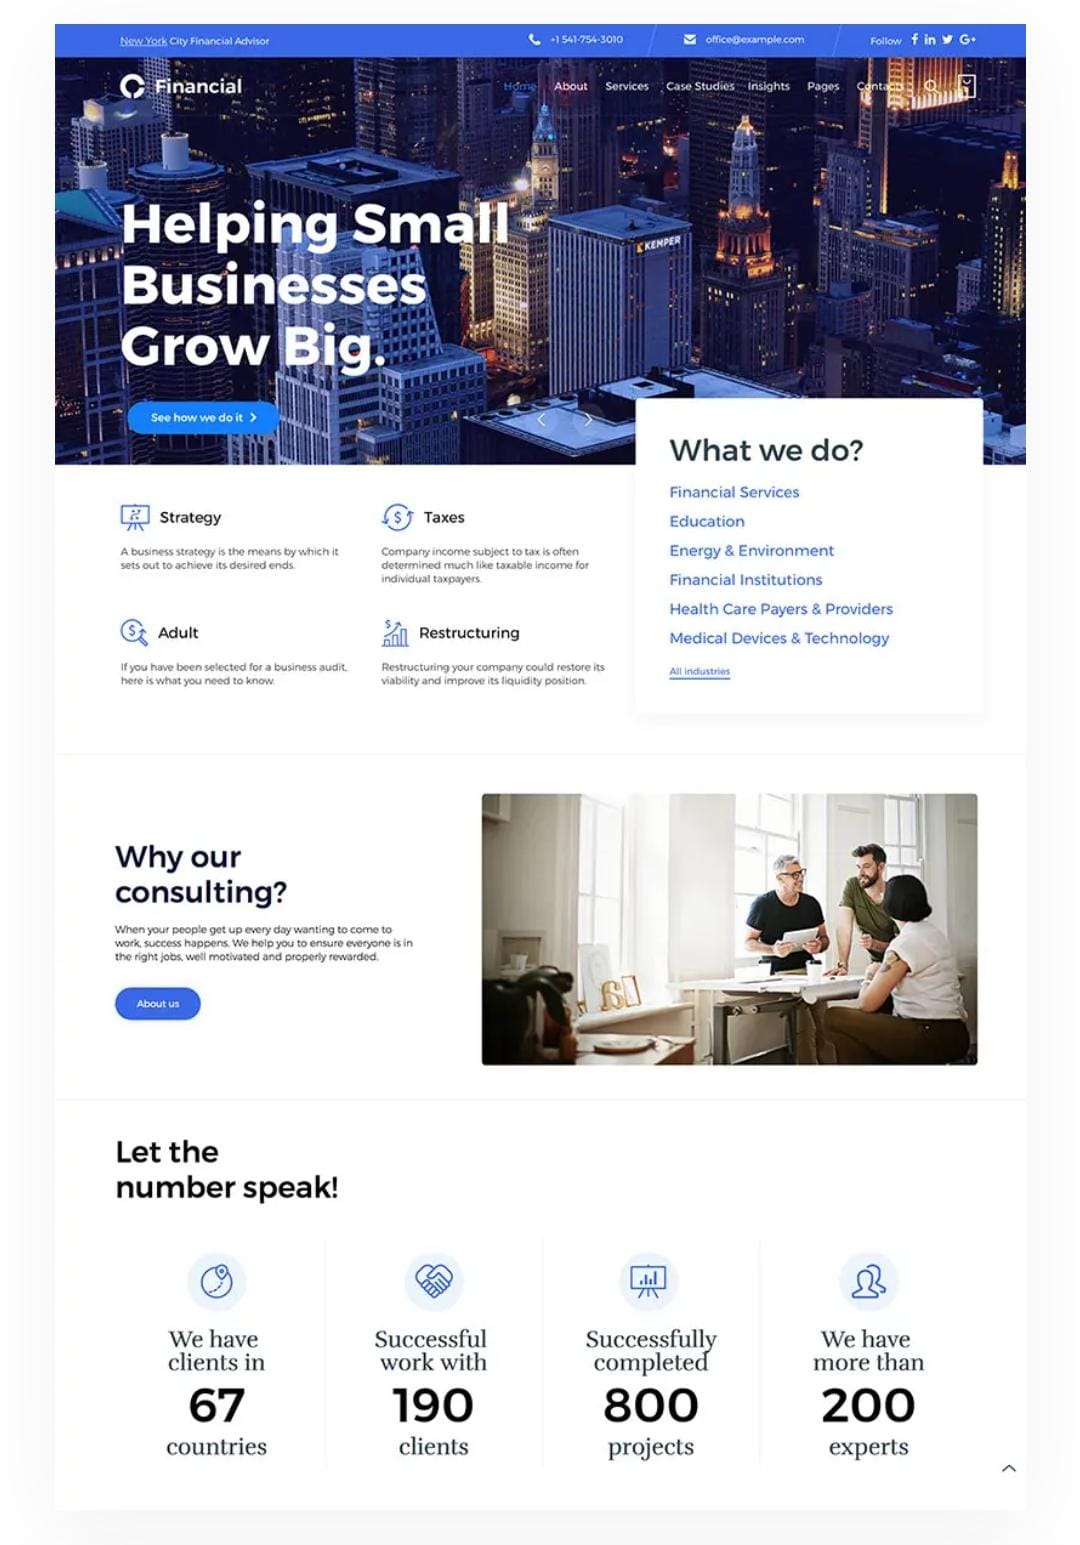 New York City Financial Advisor
+1 541-754-3010
office@example.com
Follow
Financial
Home About Services Case Studies Insights Pages Contacts
KEMPER
Helping Small
Businesses
Grow Big.
See how we do it
Strategy
A business strategy is the means by which it
sets out to achieve its desired ends.
Taxes
Company income subject to tax is often
determined much like taxable income for
individual taxpayers.
Adult
If you have been selected for a business audit,
here is what you need to know.
Restructuring
Restructuring your company could restore its
viability and improve its liquidity position.
What we do?
Financial Services
Education
Energy & Environment
Financial Institutions
Health Care Payers & Providers
Medical Devices & Technology
All industries
Why our
consulting?
When your people get up every day wanting to come to
work, success happens. We help you to ensure everyone is in
the right jobs, well motivated and properly rewarded.
About us
Let the
number speak!
We have
clients in
67
countries
Successful
work with
190
clients
Successfully
completed
800
projects
We have
more than
200
experts